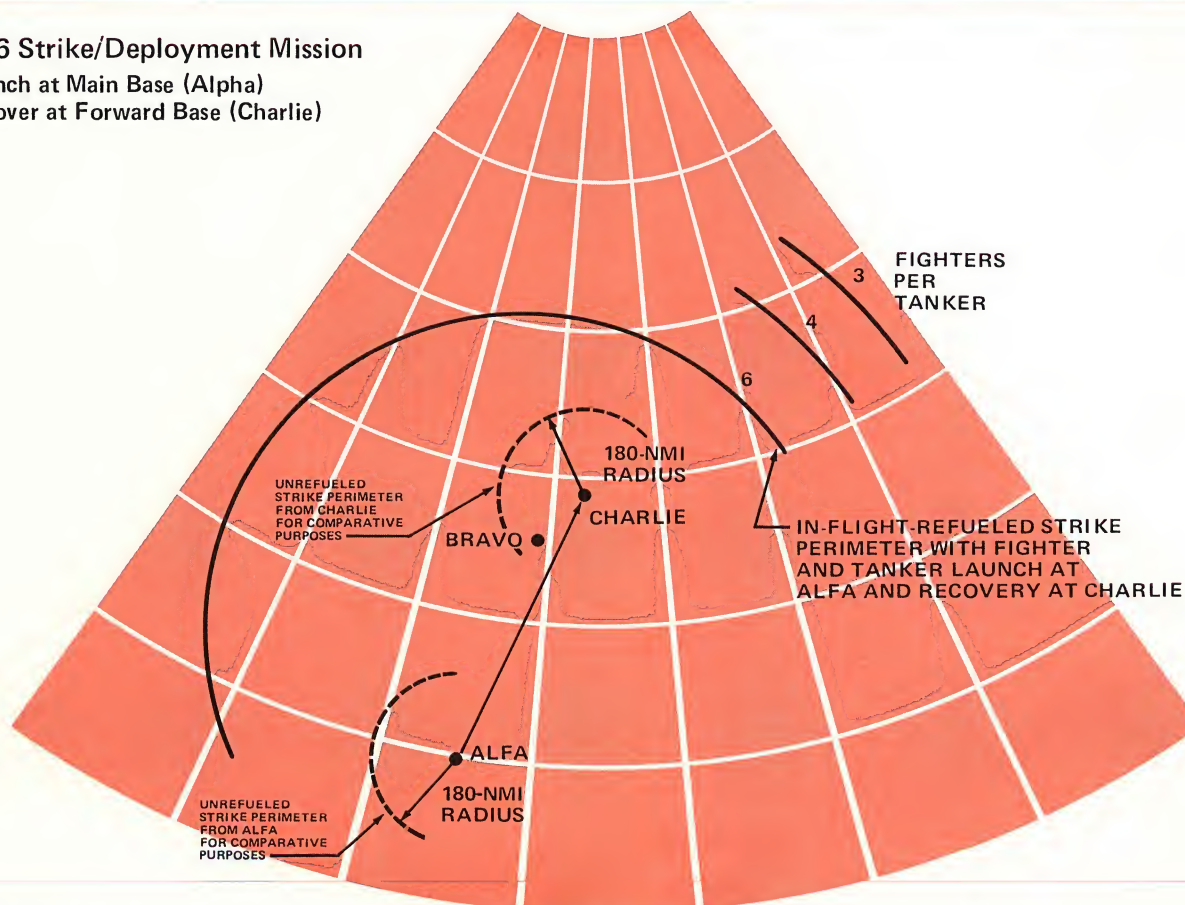 6 Strike/Deployment Mission
nch at Main Base (Alpha)
over at Forward Base (Charlie)
FIGHTERS
PER
TANKER
3
4
6
180-NMI
RADIUS
CHARLIE
UNREFUELED
STRIKE PERIMETER
FROM CHARLIE
FOR COMPARATIVE
PURPOSES
BRAVO
IN-FLIGHT-REFUELED STRIKE
PERIMETER WITH FIGHTER
AND TANKER LAUNCH AT
ALFA AND RECOVERY AT CHARLIE
ALFA
180-NMI
RADIUS
UNREFUELED
STRIKE PERIMETER
FROM ALFA
FOR COMPARATIVE
PURPOSES